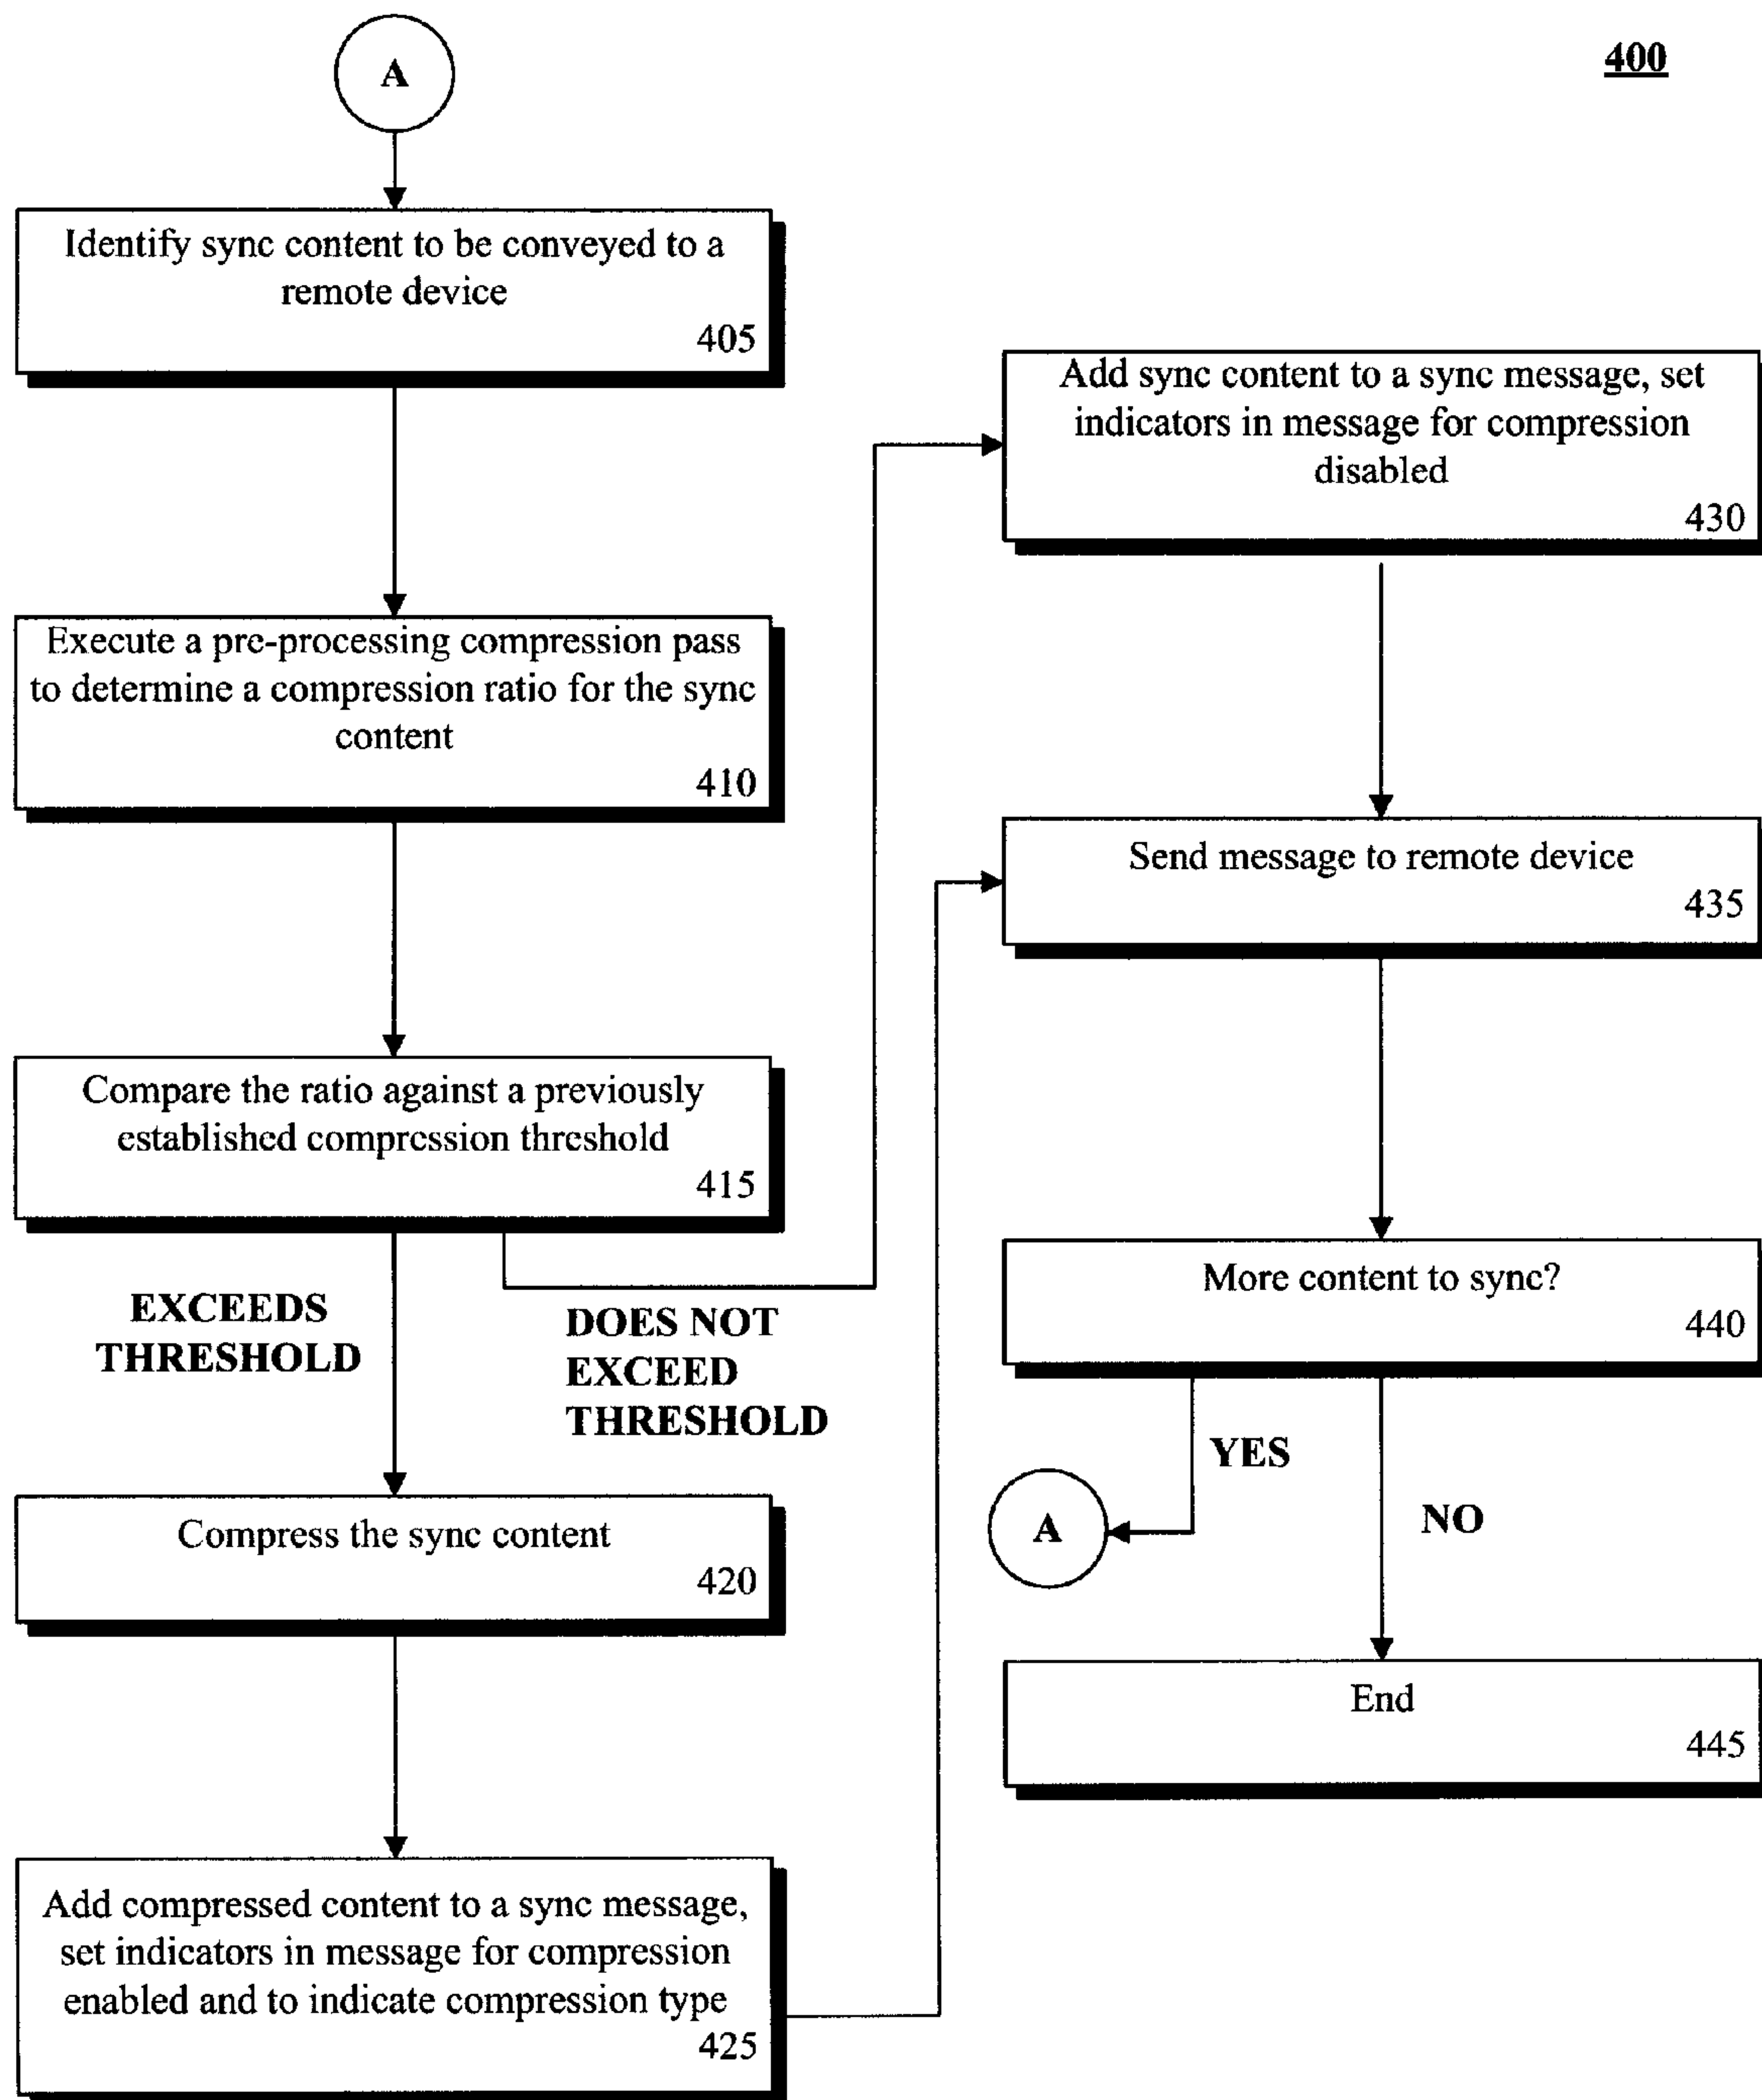 400
A
Identify sync content to be conveyed to a
remote device
405
Execute a pre-processing compression pass
to determine a compression ratio for the sync
content
410
Compare the ratio against a previously
established compression threshold
415
EXCEEDS
THRESHOLD
DOES NOT
EXCEED
THRESHOLD
Compress the sync content
420
Add compressed content to a sync message,
set indicators in message for compression
enabled and to indicate compression type
425
Add sync content to a sync message, set
indicators in message for compression
disabled
430
Send message to remote device
435
More content to sync?
440
YES
A
NO
End
445